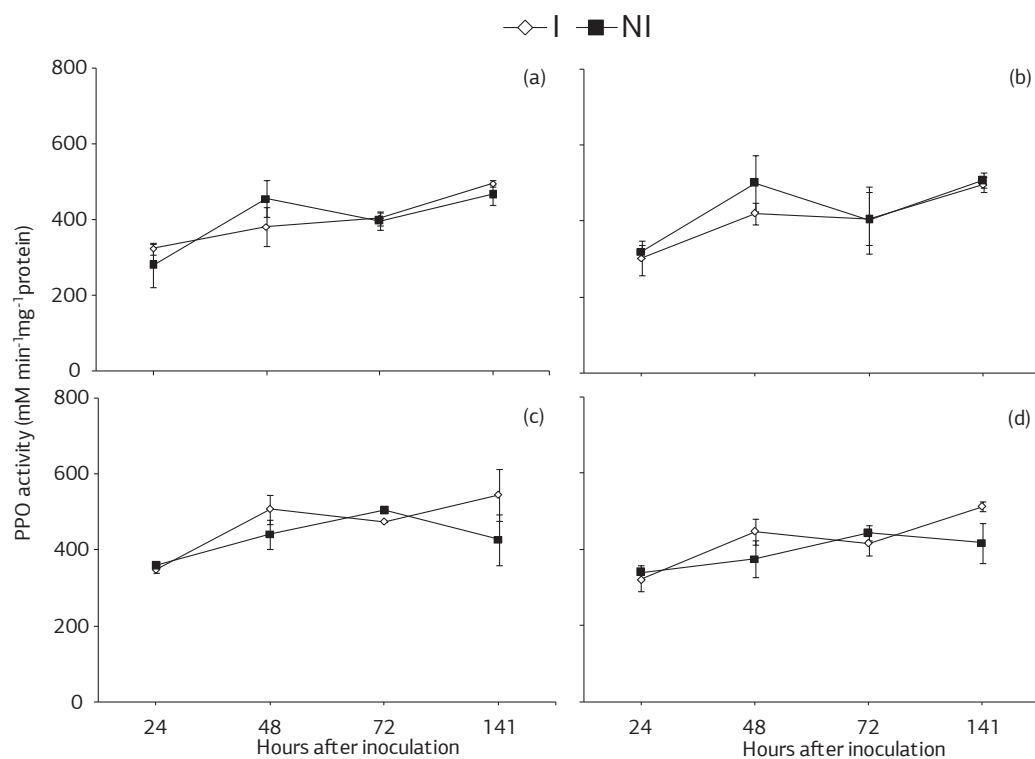 I NI
PPO activity (mM min⁻¹mg⁻¹protein)
800
600
400
200
0
(a)
(b)
800
600
400
200
0
(c)
(d)
24 48 72 141
Hours after inoculation
24 48 72 141
Hours after inoculation